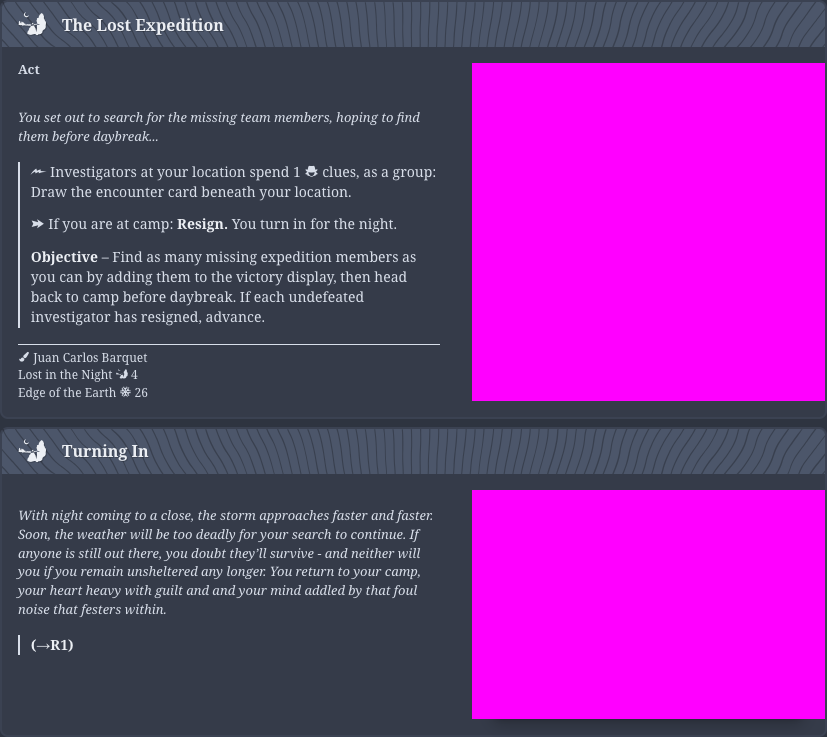 The Lost Expedition
Act
You set out to search for the missing team members, hoping to find
them before daybreak...
Investigators at your location spend 1 clues, as a group:
Draw the encounter card beneath your location.
If you are at camp: Resign. You turn in for the night.
Objective – Find as many missing expedition members as
you can by adding them to the victory display, then head
back to camp before daybreak. If each undefeated
investigator has resigned, advance.
Juan Carlos Barquet
Lost in the Night 4
Edge of the Earth 26
Turning In
With night coming to a close, the storm approaches faster and faster.
Soon, the weather will be too deadly for your search to continue. If
anyone is still out there, you doubt they'll survive - and neither will
you if you remain unsheltered any longer. You return to your camp,
your heart heavy with guilt and and your mind addled by that foul
noise that festers within.
(→R1)